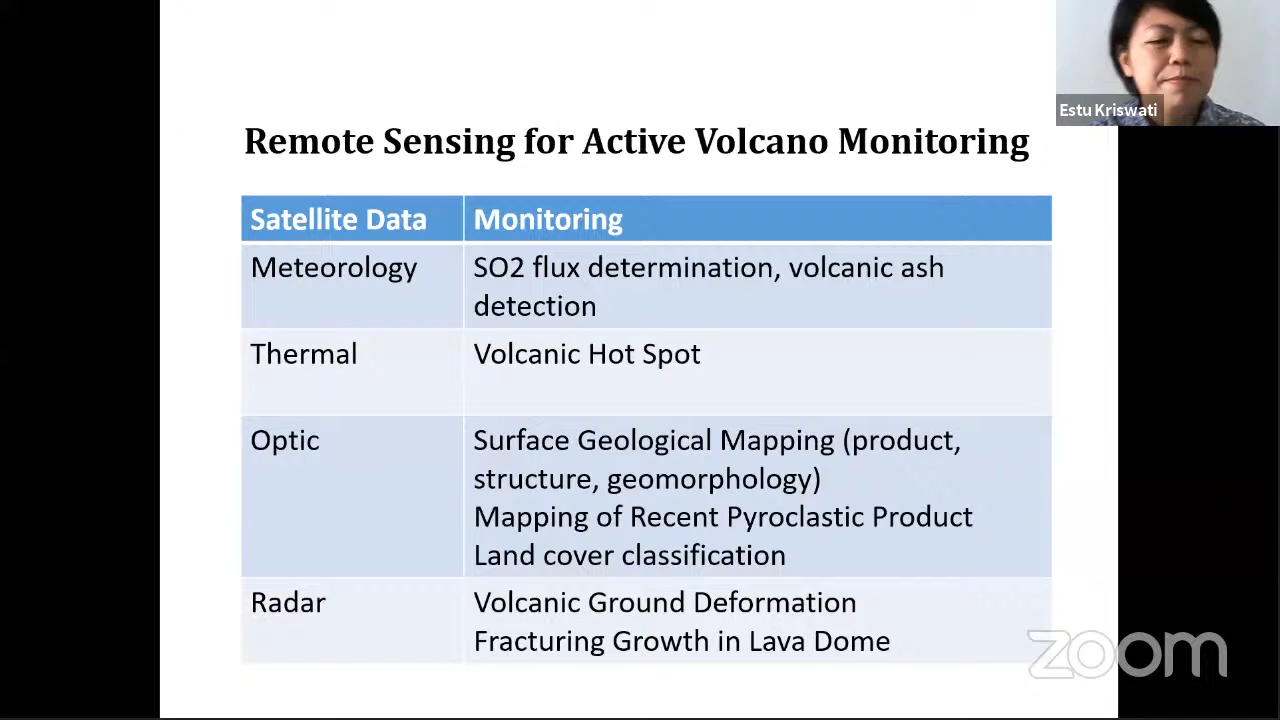 Estu Kriswati
Remote Sensing for Active Volcano Monitoring
Satellite Data
Monitoring
Meteorology
SO2 flux determination, volcanic ash
detection
Thermal
Volcanic Hot Spot
Optic
Surface Geological Mapping (product,
structure, geomorphology)
Mapping of Recent Pyroclastic Product
Land cover classification
Radar
Volcanic Ground Deformation
Fracturing Growth in Lava Dome
zoom